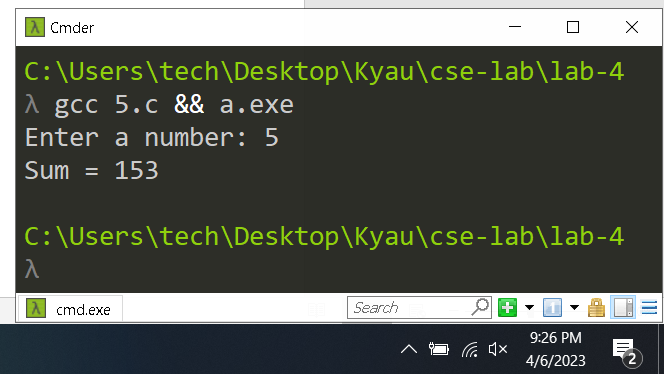 Cmder
C:\Users\tech\Desktop\Kyau\cse-lab\lab-4
λ gcc 5.c && a.exe
Enter a number: 5
Sum = 153
C:\Users\tech\Desktop\Kyau\cse-lab\lab-4
λ
cmd.exe
Search
1
9:26 PM
4/6/2023
2